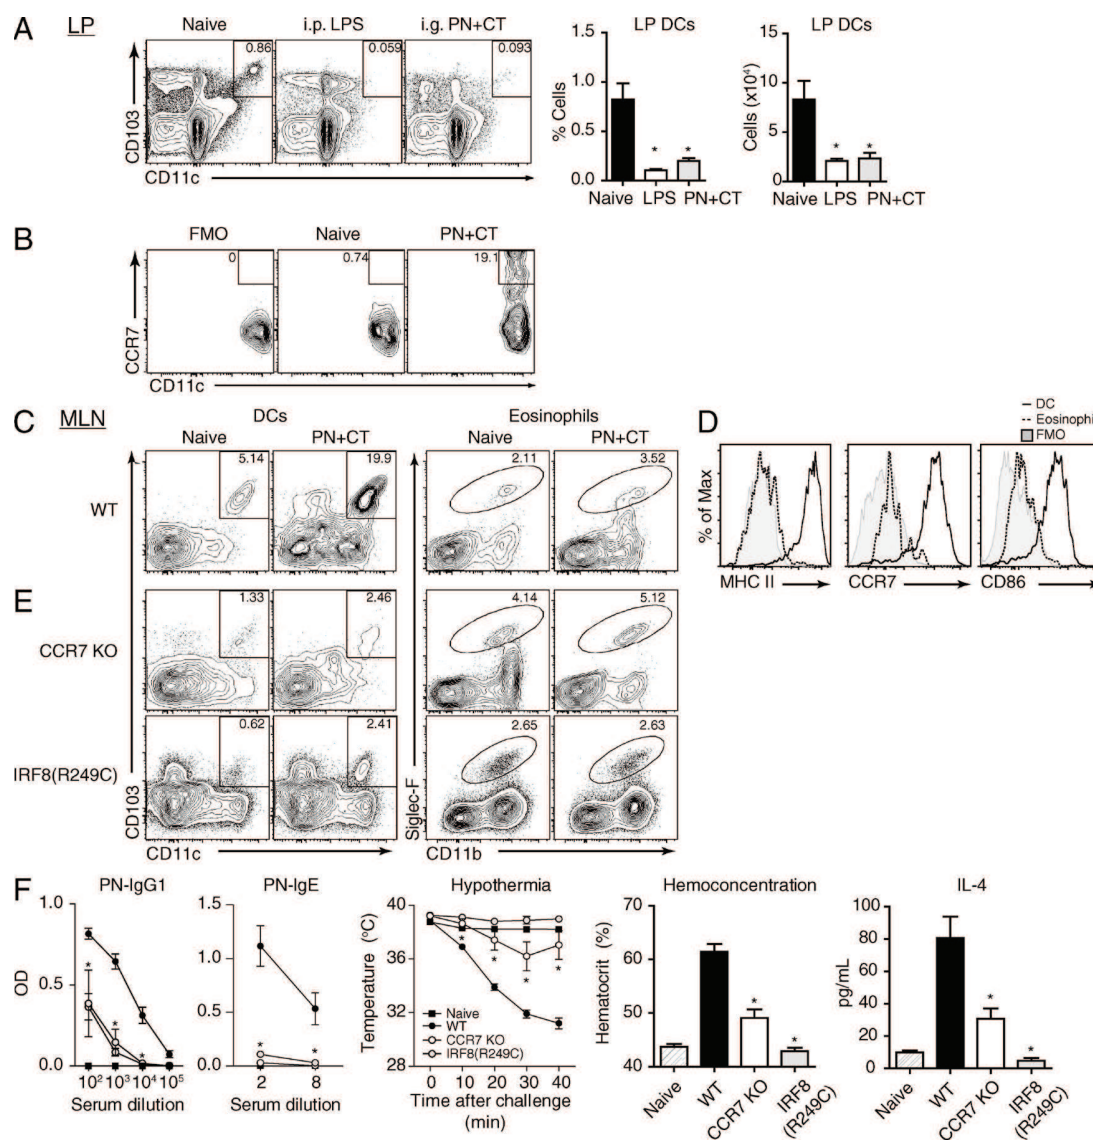 A LP
Naive i.p. LPS i.g. PN+CT
0.86 0.059 0.093
CD103
CD11c
LP DCs
% Cells
1.5
1.0
0.5
0.0
Naive LPS PN+CT
* *
LP DCs
Cells (x10⁴)
15
10
5
0
Naive LPS PN+CT
* *
B
FMO Naive PN+CT
0 0.74 19.1
CCR7
CD11c
C MLN
DCs Eosinophils
Naive PN+CT Naive PN+CT
WT
5.14 19.9 2.11 3.52
D
DC
Eosinophil
FMO
% of Max
MHC II CCR7 CD86
E
CCR7 KO
1.33 2.46 4.14 5.12
IRF8(R249C)
0.62 2.41 2.65 2.63
CD103
CD11c
Siglec-F
CD11b
F
PN-IgG1
OD
1.0
0.5
0.0
* * *
10² 10³ 10⁴ 10⁵
Serum dilution
PN-IgE
1.5
1.0
0.5
0.0
* *
2 8
Serum dilution
Hypothermia
Temperature (°C)
40
36
32
28
* * * *
Naive
WT
CCR7 KO
IRF8(R249C)
0 10 20 30 40
Time after challenge
(min)
Hemoconcentration
Hematocrit (%)
70
60
50
40
* *
Naive WT CCR7 KO IRF8
(R249C)
IL-4
pg/mL
100
80
60
40
20
0
* *
Naive WT CCR7 KO IRF8
(R249C)